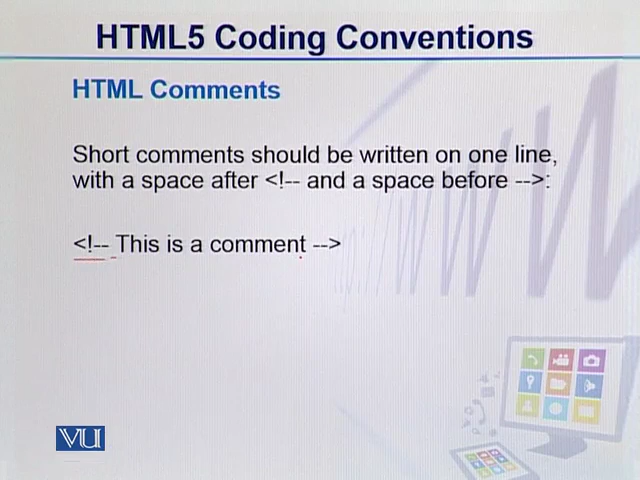 HTML5 Coding Conventions
HTML Comments
Short comments should be written on one line,
with a space after <!-- and a space before -->:
<!-- This is a comment -->
VU